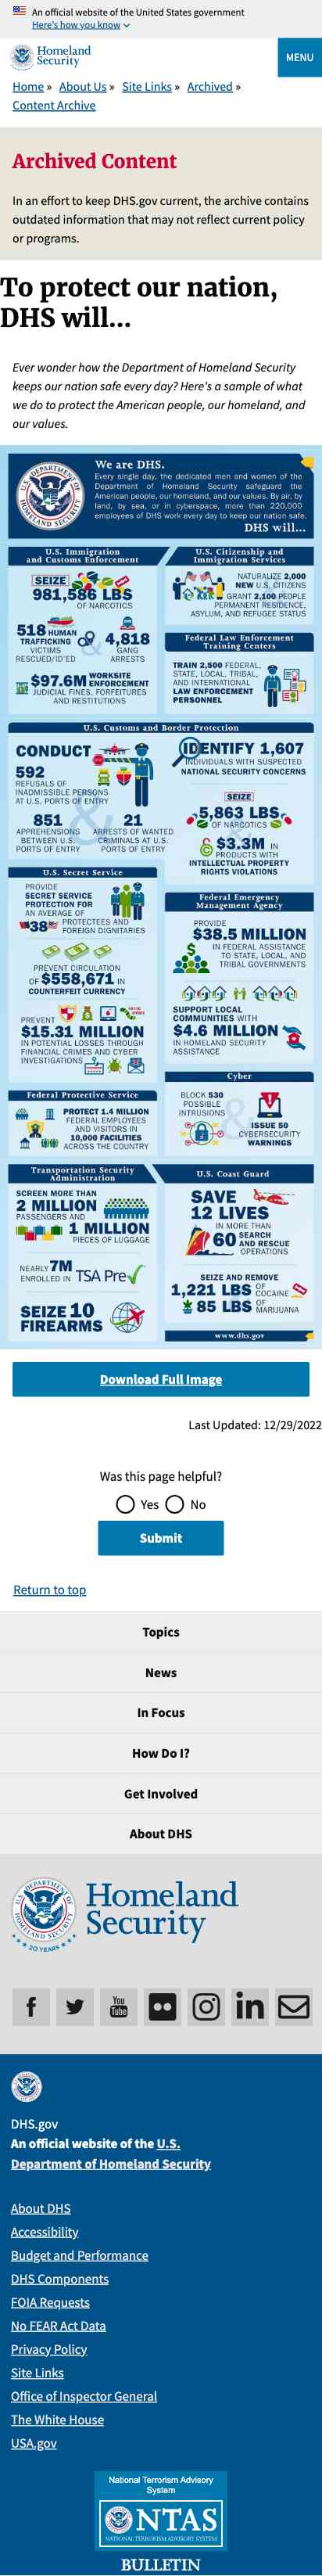 An official website of the United States government
Here's how you know
Homeland
Security
MENU
Home » About Us » Site Links » Archived »
Content Archive
Archived Content
In an effort to keep DHS.gov current, the archive contains
outdated information that may not reflect current policy
or programs.
To protect our nation,
DHS will...
Ever wonder how the Department of Homeland Security
keeps our nation safe every day? Here's a sample of what
we do to protect the American people, our homeland, and
our values.
We are DHS.
Every single day, the dedicated men and women of the
Department of Homeland Security safeguard the
American people, our homeland, and our values. By air, by
land, by sea, or in cyberspace, more than 220,000
employees of DHS work every day to keep our nation safe.
DHS will...
U.S. Immigration
and Customs Enforcement
SEIZE
981,586 LBS
OF NARCOTICS
518 HUMAN
TRAFFICKING
VICTIMS
RESCUED/ID'ED
&
4,818
GANG
ARRESTS
$97.6M WORKSITE
ENFORCEMENT
JUDICIAL FINES, FORFEITURES
AND RESTITUTIONS
U.S. Citizenship and
Immigration Services
NATURALIZE 2,000
NEW U.S. CITIZENS
GRANT 2,100 PEOPLE
PERMANENT RESIDENCE,
ASYLUM, AND REFUGEE STATUS
Federal Law Enforcement
Training Centers
TRAIN 2,500 FEDERAL,
STATE, LOCAL, TRIBAL,
AND INTERNATIONAL
LAW ENFORCEMENT
PERSONNEL
U.S. Customs and Border Protection
CONDUCT
592
REFUSALS OF
INADMISSIBLE PERSONS
AT U.S. PORTS OF ENTRY
&
851
APPREHENSIONS
BETWEEN U.S.
PORTS OF ENTRY
21
ARRESTS OF WANTED
CRIMINALS AT U.S.
PORTS OF ENTRY
IDENTIFY 1,607
INDIVIDUALS WITH SUSPECTED
NATIONAL SECURITY CONCERNS
SEIZE
5,863 LBS
OF NARCOTICS
&
$3.3M IN
PRODUCTS WITH
INTELLECTUAL PROPERTY
RIGHTS VIOLATIONS
U.S. Secret Service
PROVIDE
SECRET SERVICE
PROTECTION FOR
AN AVERAGE OF
38 PROTECTEES AND
FOREIGN DIGNITARIES
PREVENT CIRCULATION
OF $558,671 IN
COUNTERFEIT CURRENCY
PREVENT
$15.31 MILLION
IN POTENTIAL LOSSES THROUGH
FINANCIAL CRIMES AND CYBER
INVESTIGATIONS
Federal Emergency
Management Agency
PROVIDE
$38.5 MILLION
IN FEDERAL ASSISTANCE
TO STATE, LOCAL, AND
TRIBAL GOVERNMENTS
SUPPORT LOCAL
COMMUNITIES WITH
$4.6 MILLION
IN HOMELAND SECURITY
ASSISTANCE
Federal Protective Service
PROTECT 1.4 MILLION
FEDERAL EMPLOYEES
AND VISITORS IN
10,000 FACILITIES
ACROSS THE COUNTRY
Cyber
BLOCK 530
POSSIBLE
INTRUSIONS
&
ISSUE 50
CYBERSECURITY
WARNINGS
Transportation Security
Administration
SCREEN MORE THAN
2 MILLION
PASSENGERS AND
1 MILLION
PIECES OF LUGGAGE
NEARLY 7M
ENROLLED IN TSA Pre
SEIZE 10
FIREARMS
U.S. Coast Guard
SAVE
12 LIVES
IN MORE THAN
60 SEARCH
AND RESCUE
OPERATIONS
SEIZE AND REMOVE
1,221 LBS OF
COCAINE
85 LBS OF
MARIJUANA
www.dhs.gov
Download Full Image
Last Updated: 12/29/2022
Was this page helpful?
Yes No
Submit
Return to top
Topics
News
In Focus
How Do I?
Get Involved
About DHS
Homeland
Security
20 YEARS
You
Tube
DHS.gov
An official website of the U.S.
Department of Homeland Security
About DHS
Accessibility
Budget and Performance
DHS Components
FOIA Requests
No FEAR Act Data
Privacy Policy
Site Links
Office of Inspector General
The White House
USA.gov
National Terrorism Advisory
System
NTAS
NATIONAL TERRORISM ADVISORY SYSTEM
BULLETIN